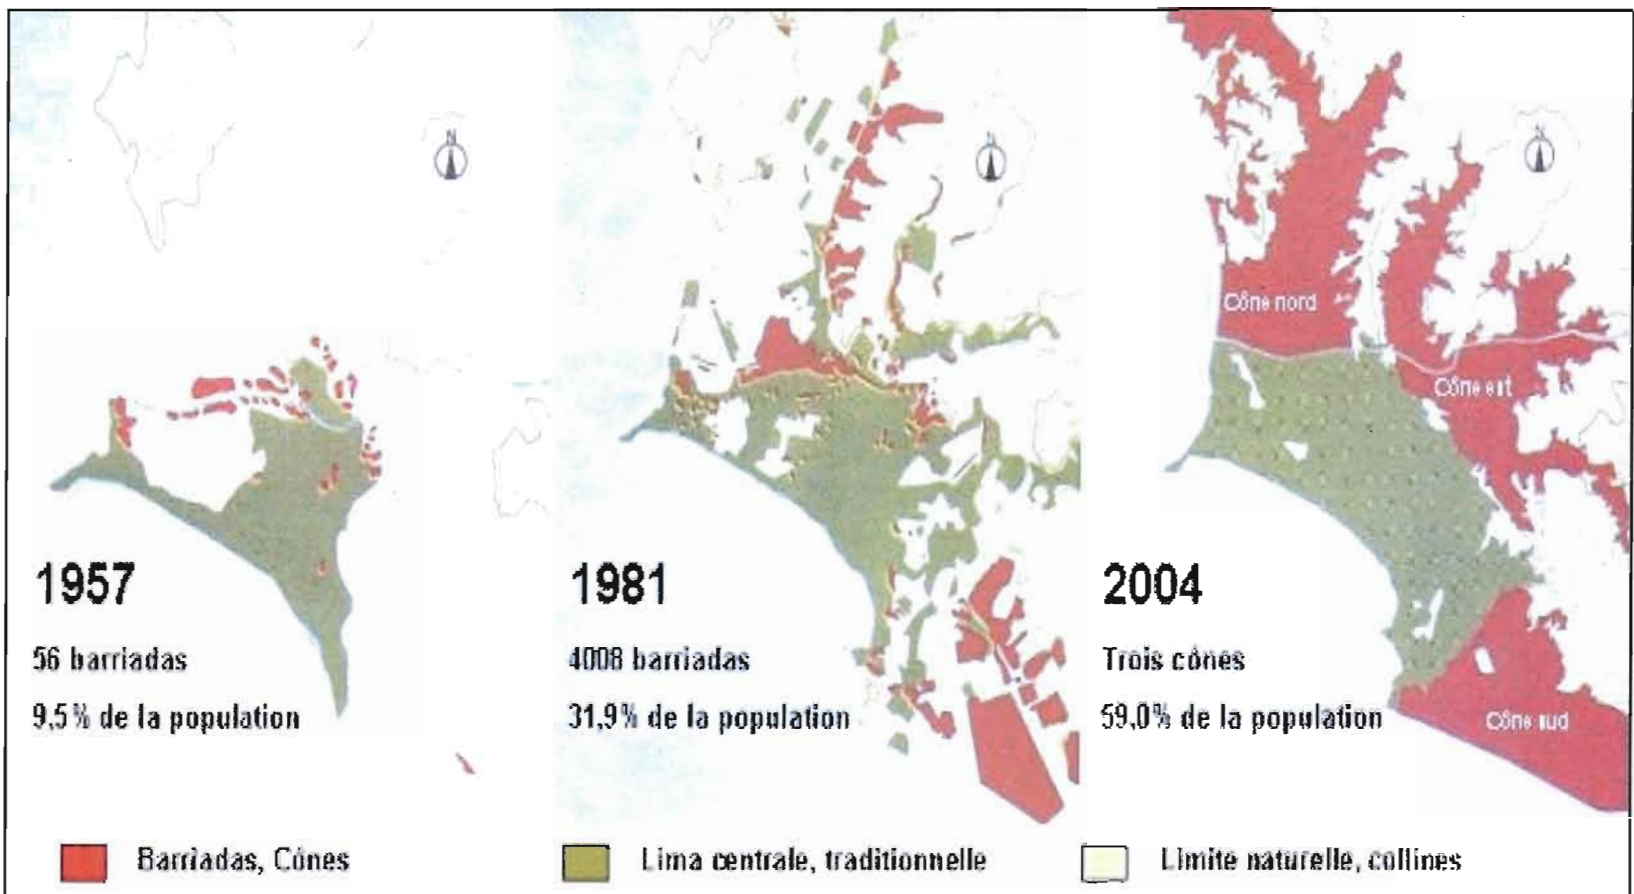 N
N
N
Cône nord
Cône est
Cône sud
1957
56 barriadas
9,5% de la population
1981
4008 barriadas
31,9% de la population
2004
Trois cônes
59,0% de la population
Barriadas, Cônes
Lima centrale, traditionnelle
Limite naturelle, collines